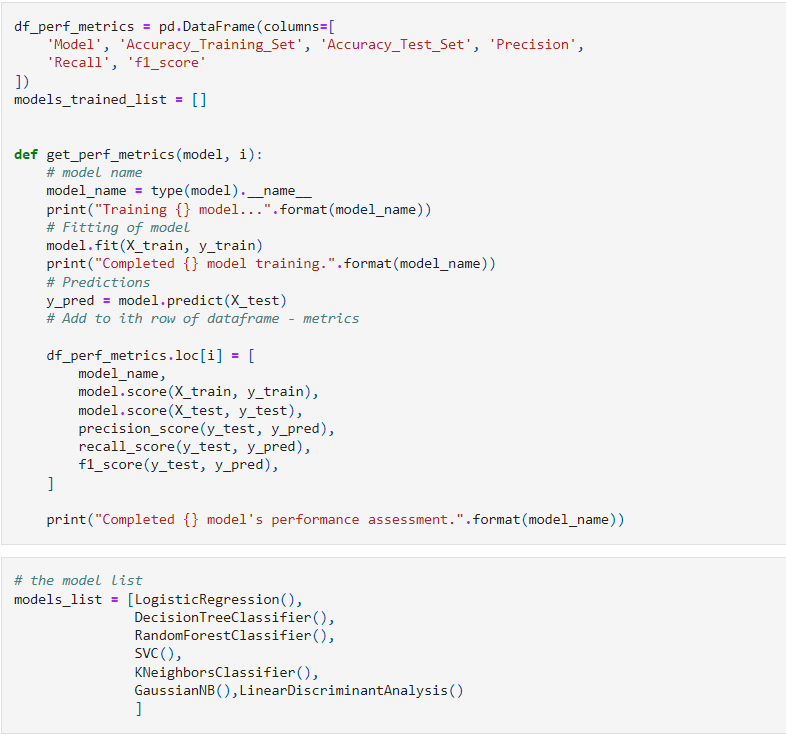 df_perf_metrics = pd.DataFrame(columns=[
    'Model', 'Accuracy_Training_Set', 'Accuracy_Test_Set', 'Precision',
    'Recall', 'f1_score'
])
models_trained_list = []


def get_perf_metrics(model, i):
    # model name
    model_name = type(model).__name__
    print("Training {} model...".format(model_name))
    # Fitting of model
    model.fit(X_train, y_train)
    print("Completed {} model training.".format(model_name))
    # Predictions
    y_pred = model.predict(X_test)
    # Add to ith row of dataframe - metrics

    df_perf_metrics.loc[i] = [
        model_name,
        model.score(X_train, y_train),
        model.score(X_test, y_test),
        precision_score(y_test, y_pred),
        recall_score(y_test, y_pred),
        f1_score(y_test, y_pred),
    ]

    print("Completed {} model's performance assessment.".format(model_name))

# the model list
models_list = [LogisticRegression(),
               DecisionTreeClassifier(),
               RandomForestClassifier(),
               SVC(),
               KNeighborsClassifier(),
               GaussianNB(),LinearDiscriminantAnalysis()
               ]